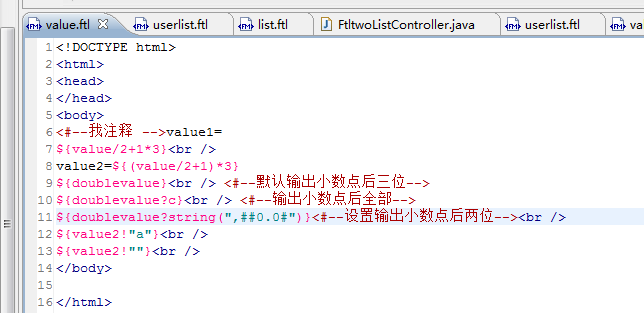 value.ftl userlist.ftl list.ftl FtltwoListController.java userlist.ftl va
1 <!DOCTYPE html>
2 <html>
3 <head>
4 </head>
5 <body>
6 <#--我注释 -->value1=
7 ${value/2+1*3}<br />
8 value2=${(value/2+1)*3}
9 ${doublevalue}<br /> <#--默认输出小数点后三位-->
10 ${doublevalue?c}<br /> <#--输出小数点后全部-->
11 ${doublevalue?string(",##0.0#")}<#--设置输出小数点后两位--><br />
12 ${value2!"a"}<br />
13 ${value2!""}<br />
14 </body>
15
16 </html>